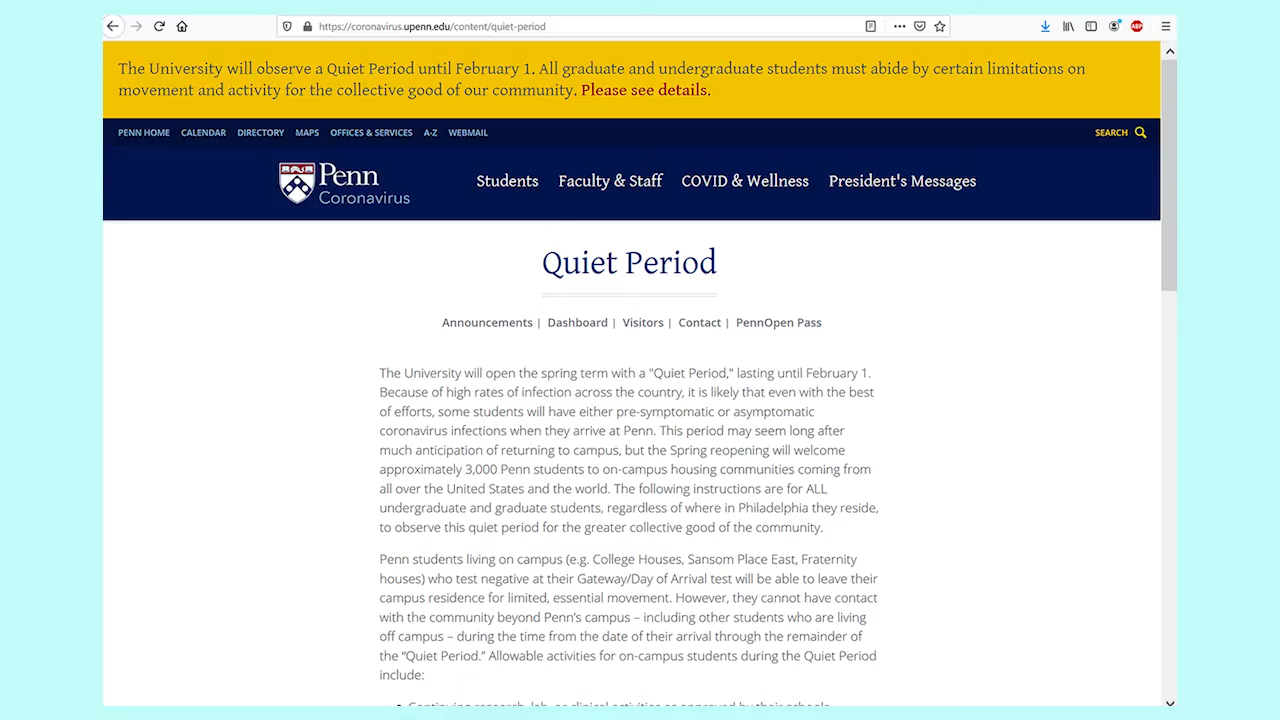 https://coronavirus.upenn.edu/content/quiet-period
The University will observe a Quiet Period until February 1. All graduate and undergraduate students must abide by certain limitations on
movement and activity for the collective good of our community. Please see details.
PENN HOME CALENDAR DIRECTORY MAPS OFFICES & SERVICES A-Z WEBMAIL SEARCH
Penn
Coronavirus
Students Faculty & Staff COVID & Wellness President's Messages
Quiet Period
Announcements | Dashboard | Visitors | Contact | PennOpen Pass
The University will open the spring term with a "Quiet Period," lasting until February 1.
Because of high rates of infection across the country, it is likely that even with the best
of efforts, some students will have either pre-symptomatic or asymptomatic
coronavirus infections when they arrive at Penn. This period may seem long after
much anticipation of returning to campus, but the Spring reopening will welcome
approximately 3,000 Penn students to on-campus housing communities coming from
all over the United States and the world. The following instructions are for ALL
undergraduate and graduate students, regardless of where in Philadelphia they reside,
to observe this quiet period for the greater collective good of the community.
Penn students living on campus (e.g. College Houses, Sansom Place East, Fraternity
houses) who test negative at their Gateway/Day of Arrival test will be able to leave their
campus residence for limited, essential movement. However, they cannot have contact
with the community beyond Penn’s campus – including other students who are living
off campus – during the time from the date of their arrival through the remainder of
the “Quiet Period.” Allowable activities for on-campus students during the Quiet Period
include:
Continuing research, lab, or clinical activities as approved by their schools
ABP